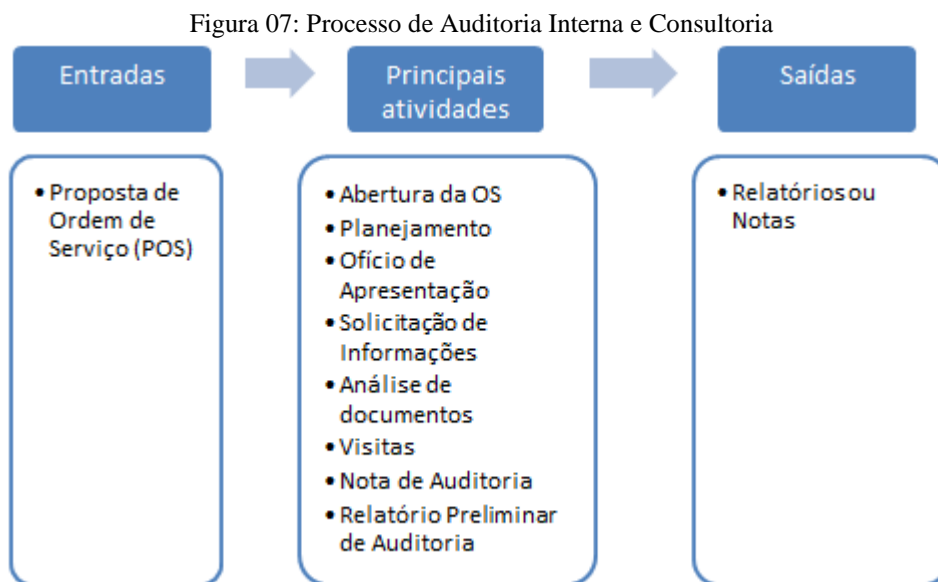 Figura 07: Processo de Auditoria Interna e Consultoria
Entradas
Principais
atividades
Saídas
• Proposta de
Ordem de
Serviço (POS)
• Abertura da OS
• Planejamento
• Ofício de
Apresentação
• Solicitação de
Informações
• Análise de
documentos
• Visitas
• Nota de Auditoria
• Relatório Preliminar
de Auditoria
• Relatórios ou
Notas